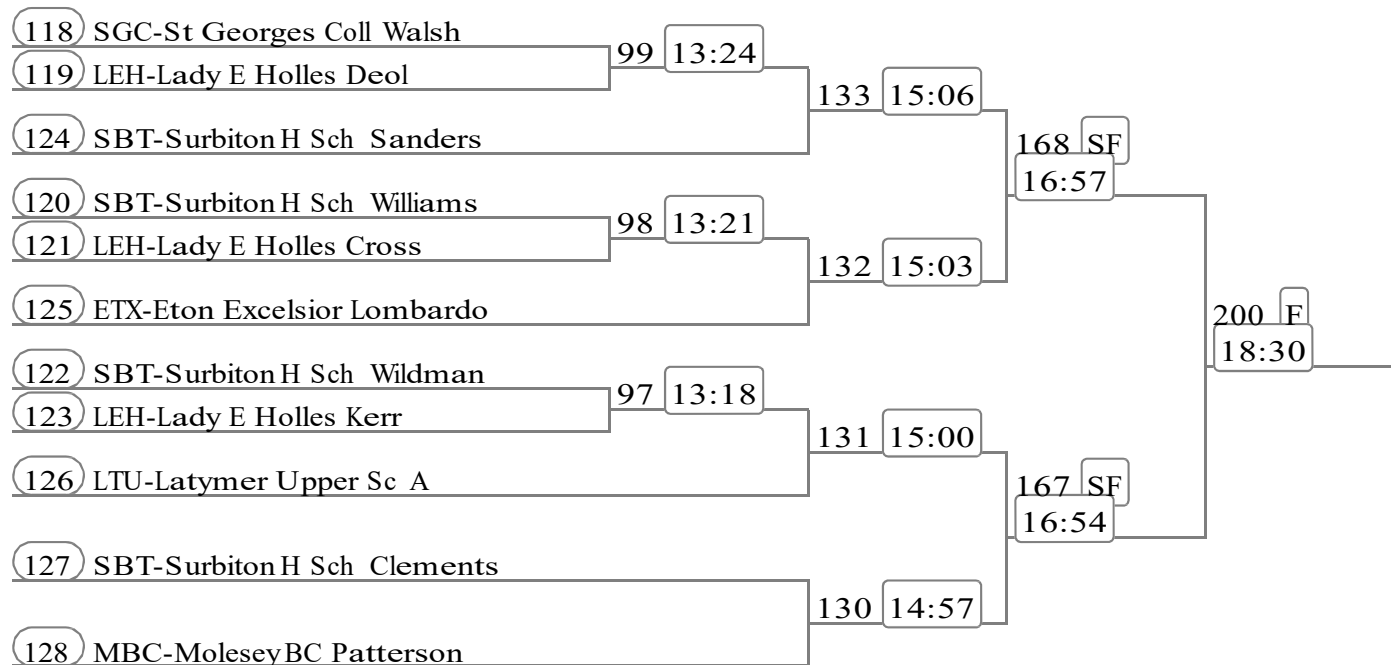 118 SGC-St Georges Coll Walsh
99 13:24
119 LEH-Lady E Holles Deol
133 15:06
124 SBT-Surbiton H Sch Sanders
168 SF
16:57
120 SBT-Surbiton H Sch Williams
98 13:21
121 LEH-Lady E Holles Cross
132 15:03
125 ETX-Eton Excelsior Lombardo
200 F
18:30
122 SBT-Surbiton H Sch Wildman
97 13:18
123 LEH-Lady E Holles Kerr
131 15:00
126 LTU-Latymer Upper Sc A
167 SF
16:54
127 SBT-Surbiton H Sch Clements
130 14:57
128 MBC-Molesey BC Patterson